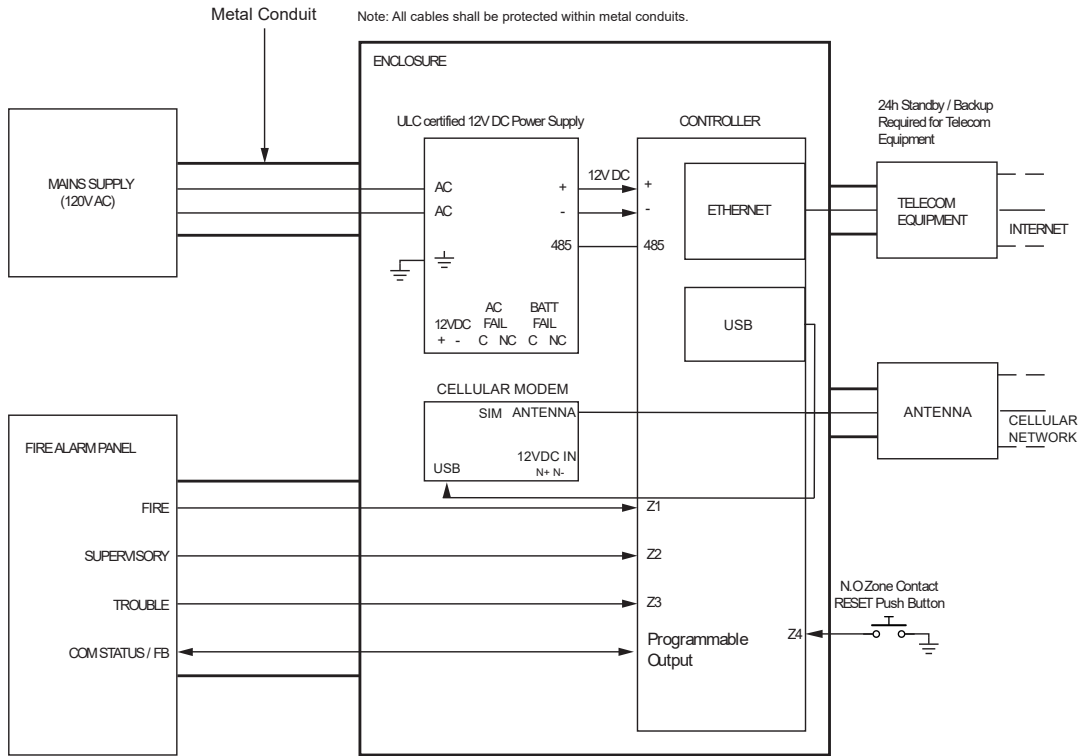 Metal Conduit
Note: All cables shall be protected within metal conduits.
ENCLOSURE
MAINS SUPPLY
(120V AC)
ULC certified 12V DC Power Supply
AC
AC
+
-
485
12VDC
+ -
AC
FAIL
C NC
BATT
FAIL
C NC
12V DC
CONTROLLER
+
-
485
ETHERNET
USB
24h Standby / Backup
Required for Telecom
Equipment
TELECOM
EQUIPMENT
INTERNET
CELLULAR MODEM
SIM ANTENNA
12VDC IN
N+ N-
USB
ANTENNA
CELLULAR
NETWORK
FIRE ALARM PANEL
FIRE
SUPERVISORY
TROUBLE
COM STATUS / FB
Z1
Z2
Z3
Programmable
Output
Z4
N.O Zone Contact
RESET Push Button